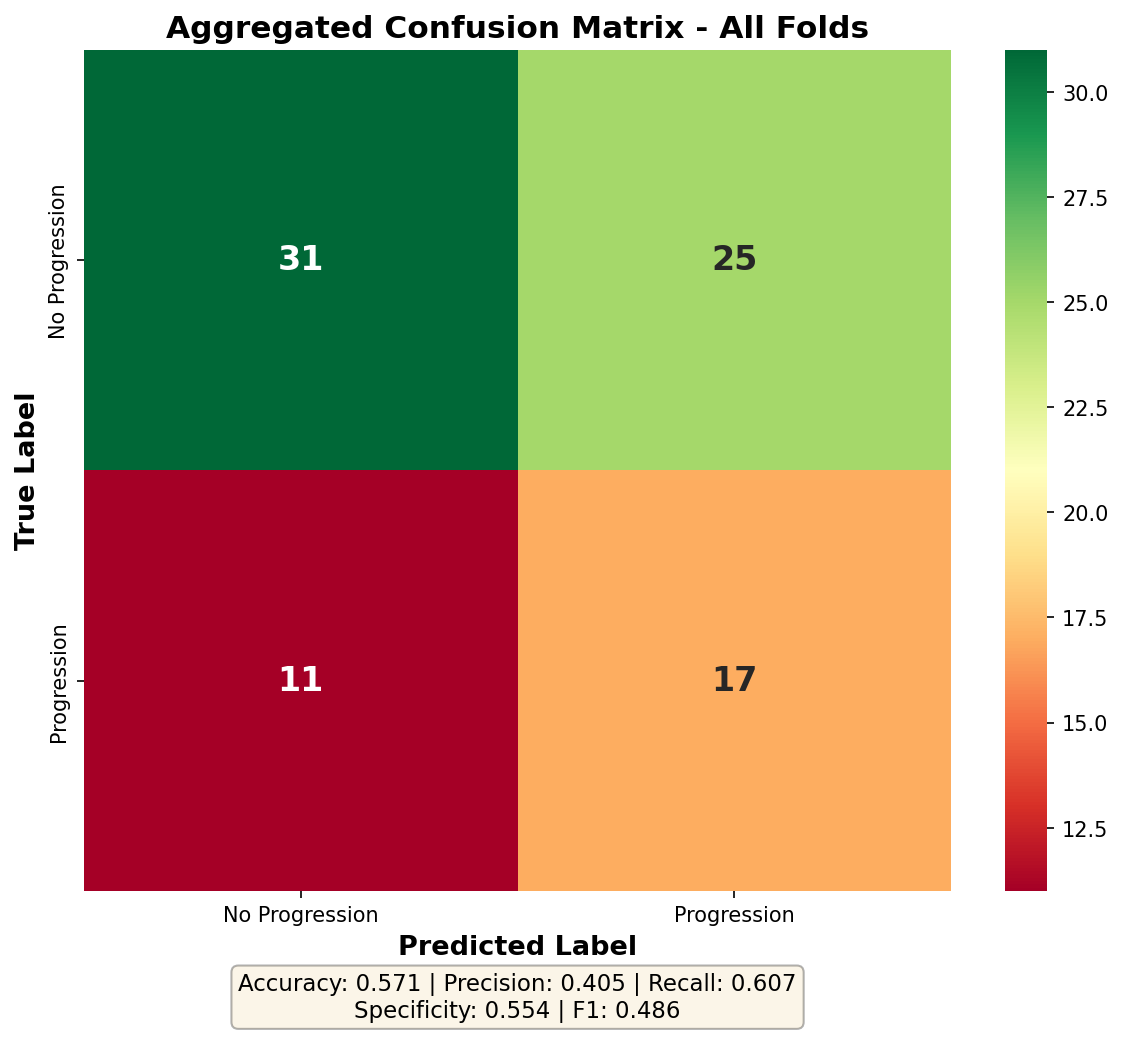 Aggregated Confusion Matrix - All Folds
True Label
No Progression
Progression
31
25
11
17
30.0
27.5
25.0
22.5
20.0
17.5
15.0
12.5
No Progression
Progression
Predicted Label
Accuracy: 0.571 | Precision: 0.405 | Recall: 0.607
Specificity: 0.554 | F1: 0.486